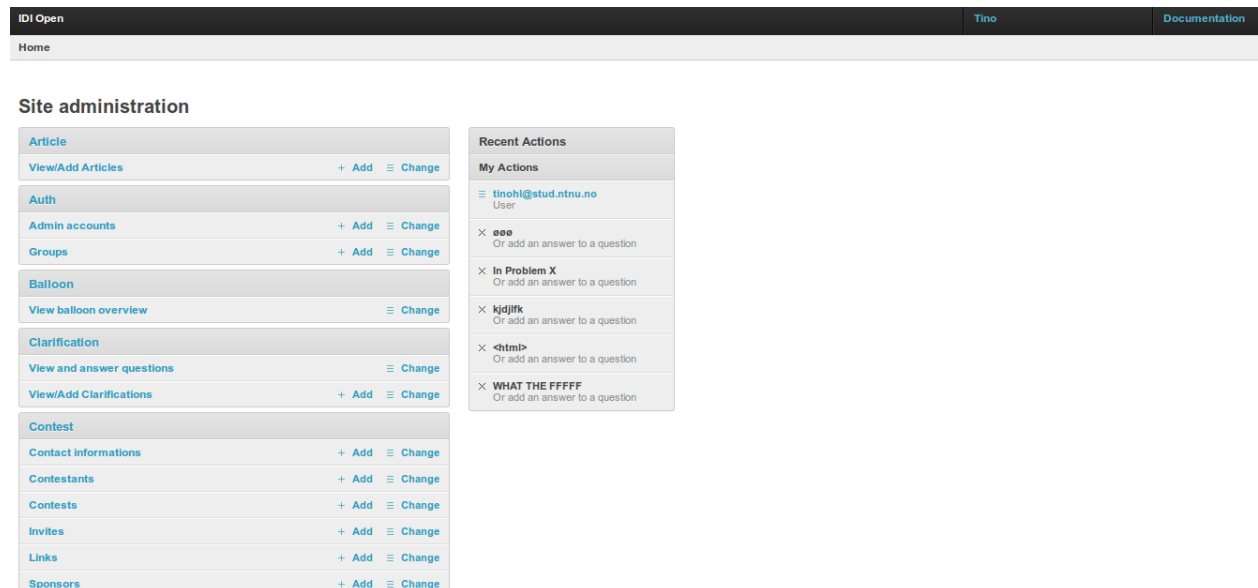 IDI Open Tino Documentation
Home
Site administration
Article
View/Add Articles + Add Change
Auth
Admin accounts + Add Change
Groups + Add Change
Balloon
View balloon overview Change
Clarification
View and answer questions Change
View/Add Clarifications + Add Change
Contest
Contact informations + Add Change
Contestants + Add Change
Contests + Add Change
Invites + Add Change
Links + Add Change
Sponsors + Add Change
Recent Actions
My Actions
tinohl@stud.ntnu.no
User
øøø
Or add an answer to a question
In Problem X
Or add an answer to a question
kjdjlfk
Or add an answer to a question
<html>
Or add an answer to a question
WHAT THE FFFFF
Or add an answer to a question